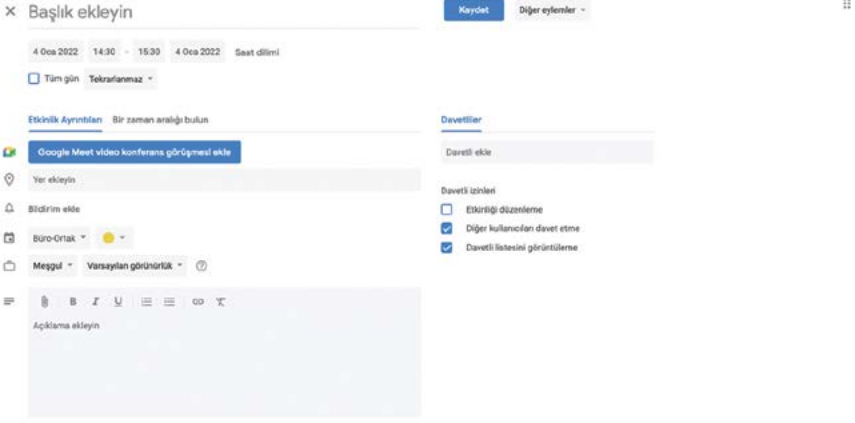 Başlık ekleyin
Kaydet
Diğer eylemler
4 Oca 2022 14:30 - 15:30 4 Oca 2022 Saat dilimi
Tüm gün Tekrarlanmaz
Etkinlik Ayrıntıları Bir zaman aralığı bulun
Google Meet video konferans görüşmesi ekle
Yer ekleyin
Bildirim ekle
Büro-Ortak
Meşgul Varsayılan görünürlük
B I U
Açıklama ekleyin
Davetliler
Davetli ekle
Davetli izinleri
Etkinliği düzenleme
Diğer kullanıcıları davet etme
Davetli listesini görüntüleme